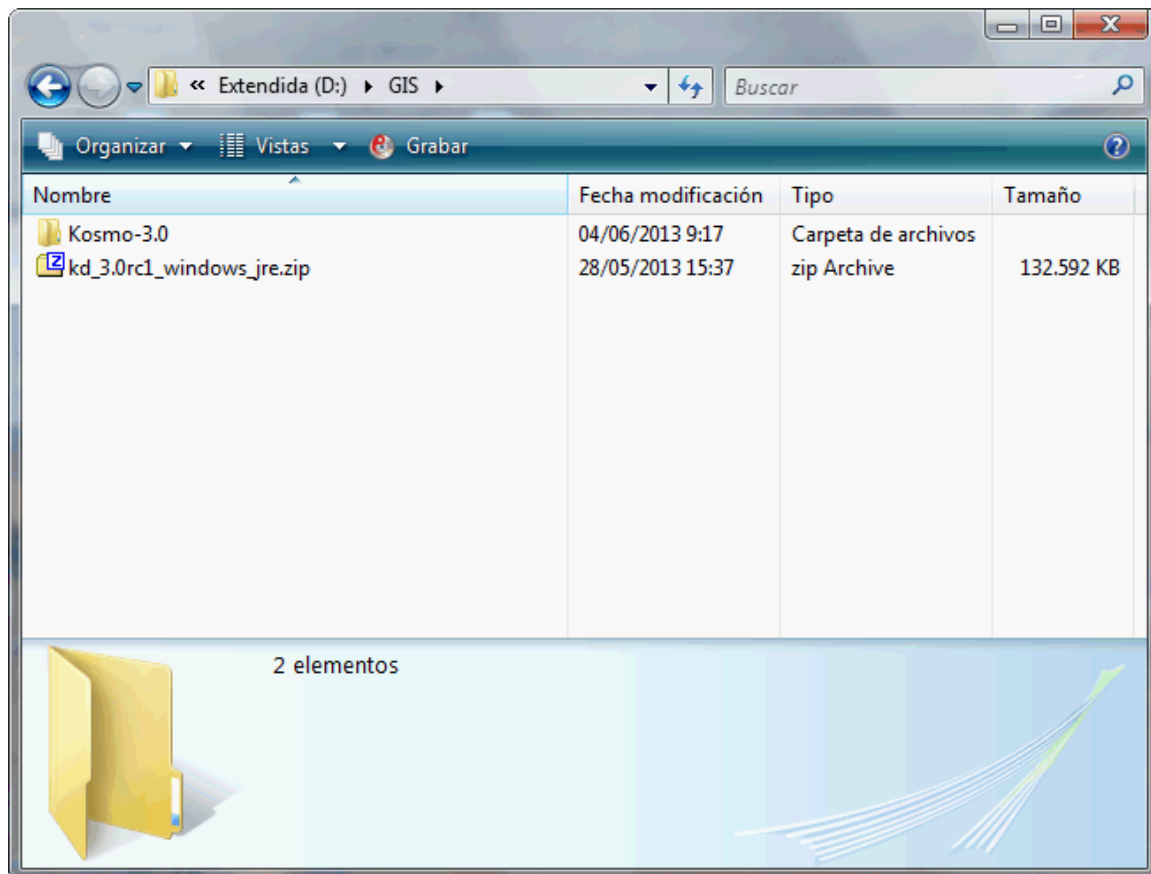 « Extendida (D:) ▸ GIS ▸ Buscar
Organizar Vistas Grabar
Nombre Fecha modificación Tipo Tamaño
Kosmo-3.0 04/06/2013 9:17 Carpeta de archivos
kd_3.0rc1_windows_jre.zip 28/05/2013 15:37 zip Archive 132.592 KB
2 elementos